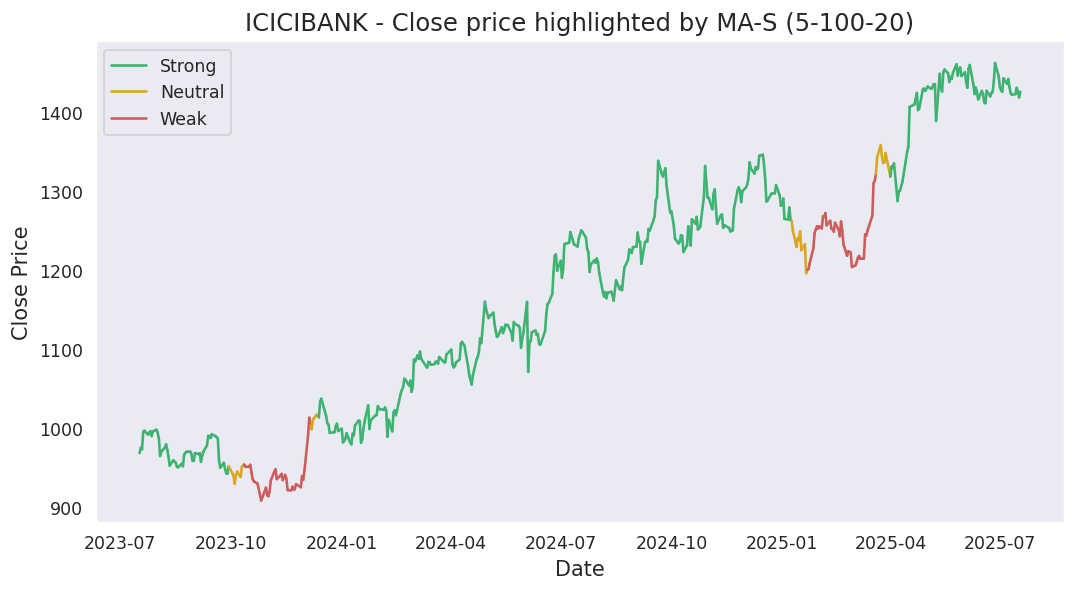 ICICIBANK - Close price highlighted by MA-S (5-100-20)
Strong
Neutral
Weak
Close Price
1400
1300
1200
1100
1000
900
2023-07 2023-10 2024-01 2024-04 2024-07 2024-10 2025-01 2025-04 2025-07
Date